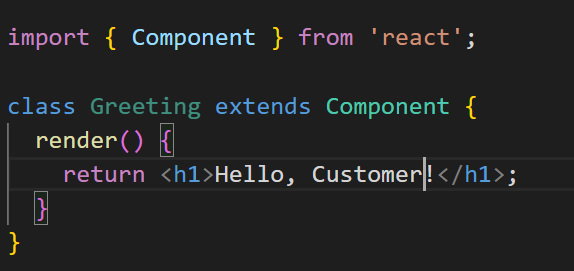 import { Component } from 'react';
class Greeting extends Component {
  render() {
    return <h1>Hello, Customer!</h1>;
  }
}